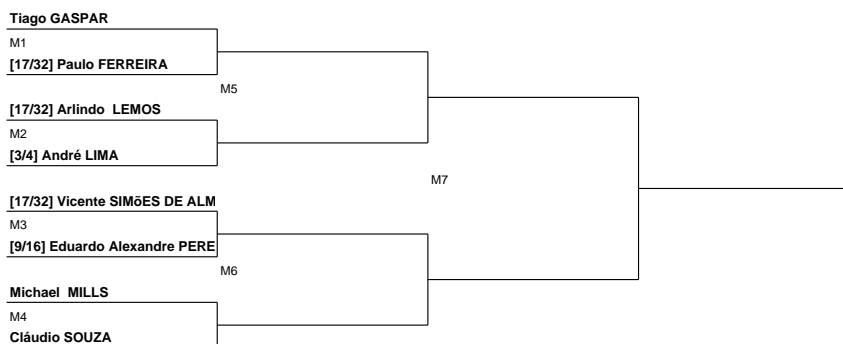 Tiago GASPAR
M1
[17/32] Paulo FERREIRA
M5
[17/32] Arlindo LEMOS
M2
[3/4] André LIMA
M7
[17/32] Vicente SIMõES DE ALM
M3
[9/16] Eduardo Alexandre PERE
M6
Michael MILLS
M4
Cláudio SOUZA